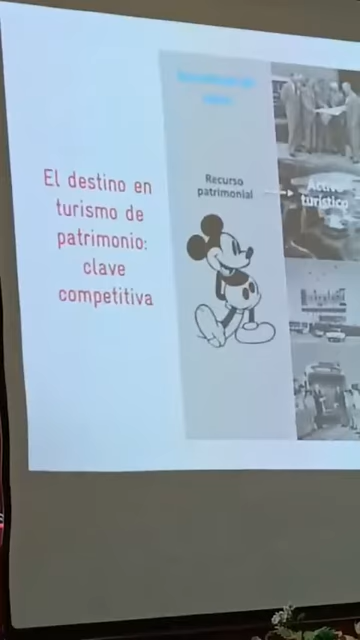 El destino en
turismo de
patrimonio:
clave
competitiva
Recurso
patrimonial
Activo
turístico